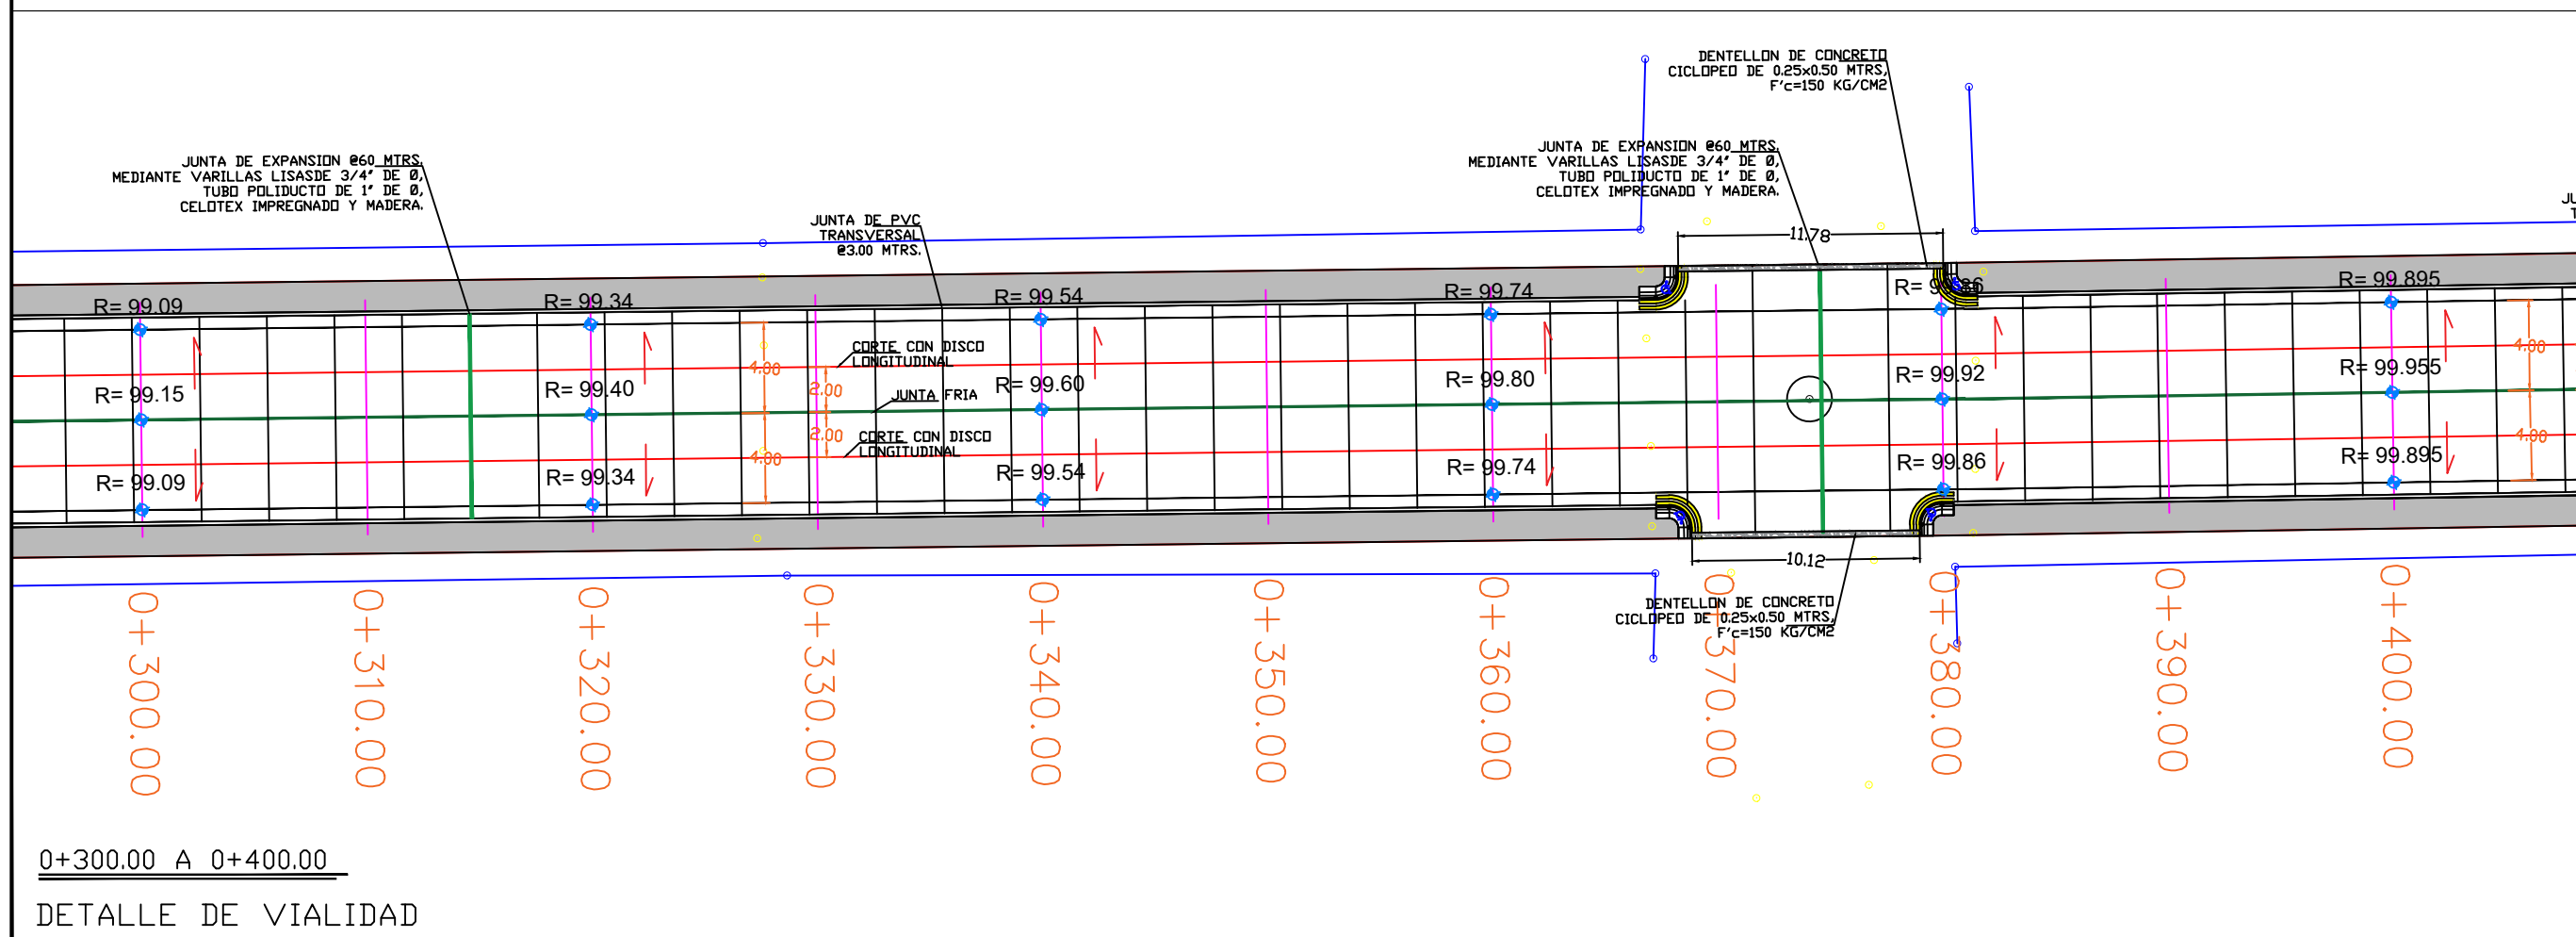 DENTELLON DE CONCRETO
CICLOPEO DE 0.25x0.50 MTRS,
F'c=150 KG/CM2
JUNTA DE EXPANSION @60 MTRS.
MEDIANTE VARILLAS LISASDE 3/4" DE Ø,
TUBO POLIDUCTO DE 1" DE Ø,
CELOTEX IMPREGNADO Y MADERA.
JUNTA DE EXPANSION @60 MTRS.
MEDIANTE VARILLAS LISASDE 3/4" DE Ø,
TUBO POLIDUCTO DE 1" DE Ø,
CELOTEX IMPREGNADO Y MADERA.
JUNTA DE PVC
TRANSVERSAL
@3.00 MTRS.
11.78
R= 99.09
R= 99.34
R= 99.54
R= 99.74
R=
R= 99.895
CORTE CON DISCO
LONGITUDINAL
4.00
2.00
4.00
R= 99.15
R= 99.40
R= 99.60
R= 99.80
R= 99.92
R= 99.955
JUNTA FRIA
2.00
4.00
4.00
CORTE CON DISCO
LONGITUDINAL
R= 99.09
R= 99.34
R= 99.54
R= 99.74
R= 99.86
R= 99.895
10.12
DENTELLON DE CONCRETO
CICLOPEO DE 0.25x0.50 MTRS,
F'c=150 KG/CM2
0+300.00
0+310.00
0+320.00
0+330.00
0+340.00
0+350.00
0+360.00
0+370.00
0+380.00
0+390.00
0+400.00
0+300.00 A 0+400.00
DETALLE DE VIALIDAD